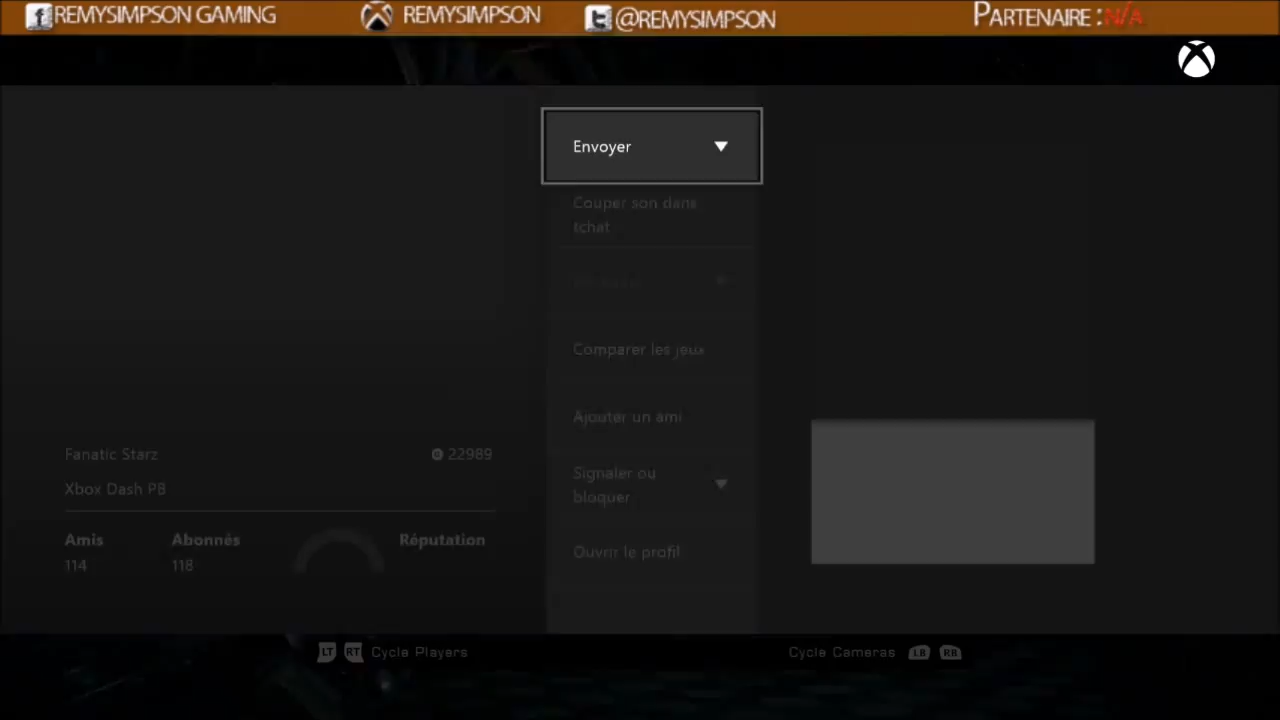 REMYSIMPSON GAMING
REMYSIMPSON
@REMYSIMPSON
PARTENAIRE : N/A
Envoyer
Couper son dans
tchat
Comparer les jeux
Ajouter un ami
Signaler ou
bloquer
Ouvrir le profil
Fanatic Starz
G 22989
Xbox Dash PB
Amis
Abonnés
Réputation
114
118
LT RT Cycle Players
Cycle Cameras LB RB